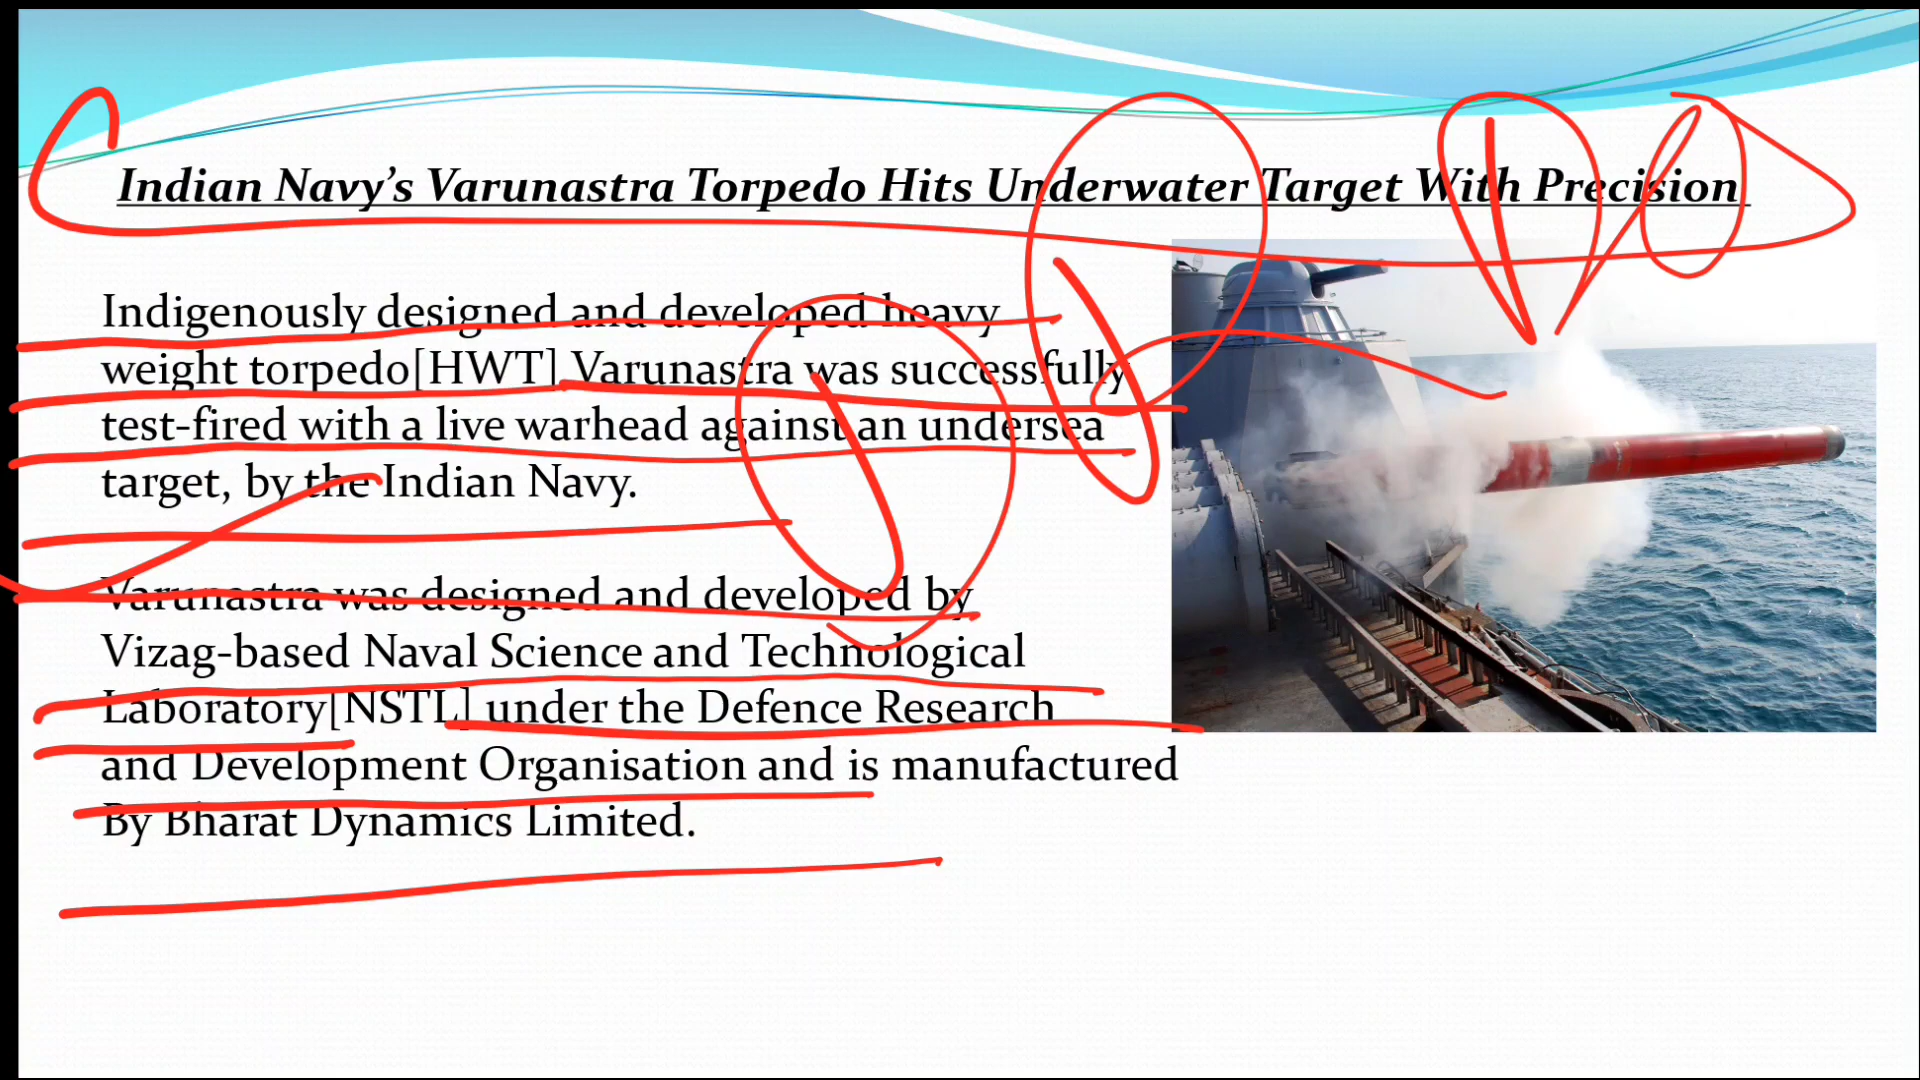 Indian Navy’s Varunastra Torpedo Hits Underwater Target With Precision
Indigenously designed and developed heavy
weight torpedo[HWT] Varunastra was successfully
test-fired with a live warhead against an undersea
target, by the Indian Navy.
Varunastra was designed and developed by
Vizag-based Naval Science and Technological
Laboratory[NSTL] under the Defence Research
and Development Organisation and is manufactured
By Bharat Dynamics Limited.